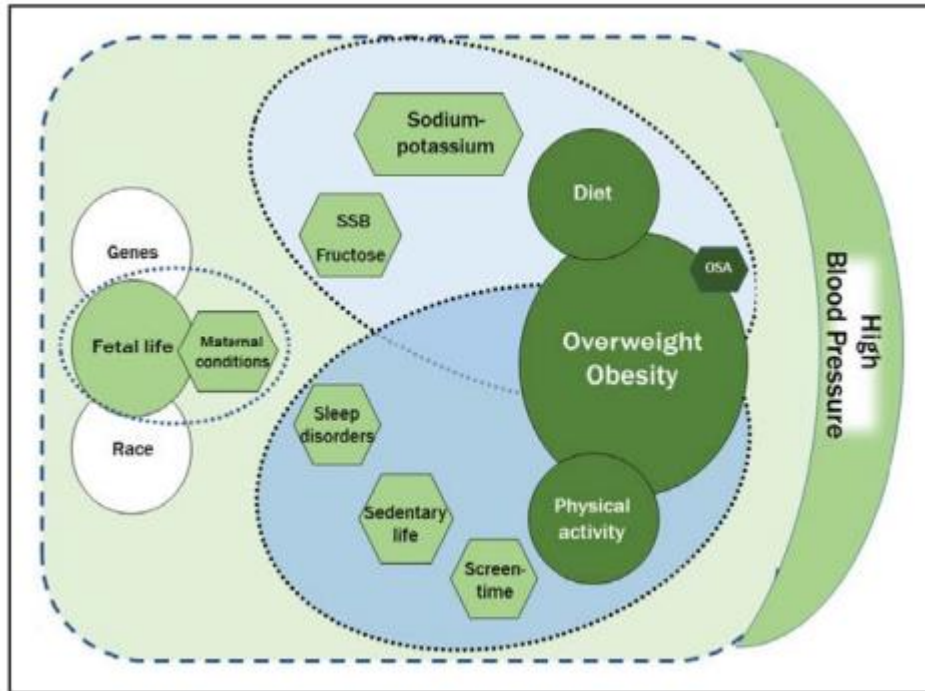 Sodium-
potassium
Diet
SSB
Fructose
OSA
Genes
Fetal life
Maternal
conditions
Race
Overweight
Obesity
Sleep
disorders
Sedentary
life
Physical
activity
Screen-
time
High
Blood Pressure